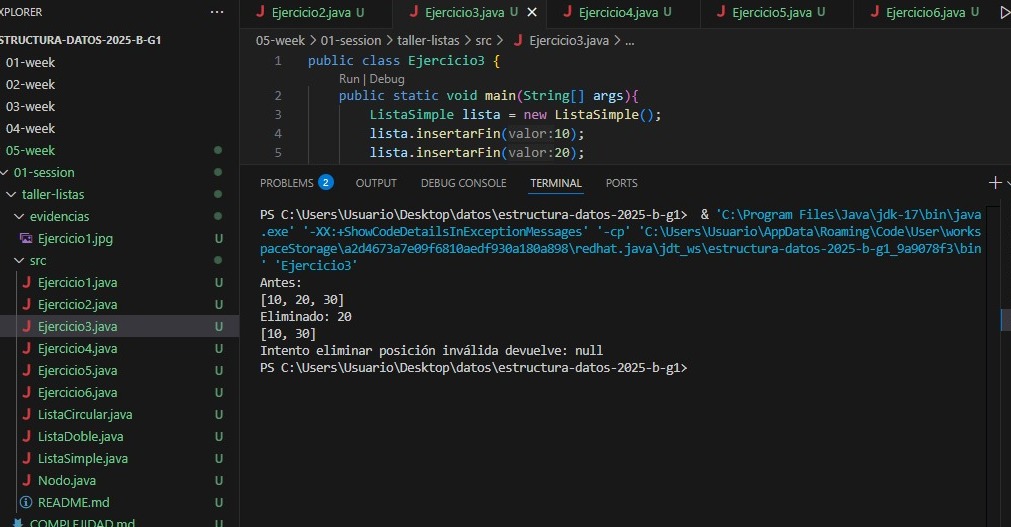 XPLORER ...
STRUCTURA-DATOS-2025-B-G1
01-week
02-week
03-week
04-week
05-week
01-session
taller-listas
evidencias
Ejercicio1.jpg U
src
J Ejercicio1.java U
J Ejercicio2.java U
J Ejercicio3.java U
J Ejercicio4.java U
J Ejercicio5.java U
J Ejercicio6.java U
J ListaCircular.java U
J ListaDoble.java U
J ListaSimple.java U
J Nodo.java U
README.md U
COMPLEJIDAD.md U
J Ejercicio2.java U J Ejercicio3.java U × J Ejercicio4.java U J Ejercicio5.java U J Ejercicio6.java U
05-week > 01-session > taller-listas > src > J Ejercicio3.java > ...
1 public class Ejercicio3 {
Run | Debug
2 public static void main(String[] args){
3 ListaSimple lista = new ListaSimple();
4 lista.insertarFin(valor:10);
5 lista.insertarFin(valor:20);
PROBLEMS 2 OUTPUT DEBUG CONSOLE TERMINAL PORTS
PS C:\Users\Usuario\Desktop\datos\estructura-datos-2025-b-g1> & 'C:\Program Files\Java\jdk-17\bin\java
.exe' '-XX:+ShowCodeDetailsInExceptionMessages' '-cp' 'C:\Users\Usuario\AppData\Roaming\Code\User\works
paceStorage\a2d4673a7e09f6810aedf930a180a898\redhat.java\jdt_ws\estructura-datos-2025-b-g1_9a9078f3\bin
' 'Ejercicio3'
Antes:
[10, 20, 30]
Eliminado: 20
[10, 30]
Intento eliminar posición inválida devuelve: null
PS C:\Users\Usuario\Desktop\datos\estructura-datos-2025-b-g1>